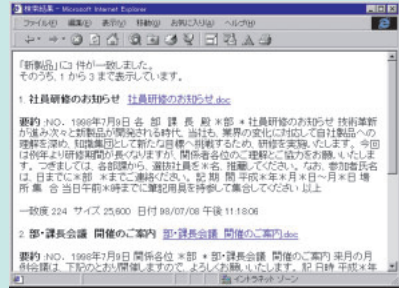 検索結果 - Microsoft Internet Explorer
ファイル(F) 編集(E) 表示(V) 移動(G) お気に入り(A) ヘルプ(H)
「新製品」に3 件が一致しました。
そのうち、1 から 3 まで表示しています。
1. 社員研修のお知らせ 社員研修のお知らせ.doc
要約 :NO. 1998年7月9日 各 部 課 長 殿 *部 * 社員研修のお知らせ 技術革新
が進み次々と新製品が開発される時代、当社も、業界の変化に対応して自社製品への
理解を深め、知識集団として新たな目標へ挑戦するため、研修を実施いたします。今回
は例年より研修期間が長くなりますが、関係者各位のご理解とご協力をお願いいたしま
す。つきましては、各部課から、選抜社員を*名、推薦してください。なお、参加者氏名
は、日までに*部 *までご連絡ください。記 期 間 平成*年*月*日～*月*日 場
所 集 合 当日午前*時までに筆記用具を持参して集合してください 以上
一致度 224 サイズ 25,600 日付 98/07/08 午後 11:18:06
2. 部・課長会議 開催のご案内 部・課長会議 開催のご案内.doc
要約 :NO. 1998年7月9日 関係各位 *部 *部・課長会議 開催のご案内 来月の月
例会議は、下記のとおり開催しますので、よろしくお願いいたします。記 日時 平成*年
イントラネット ゾーン